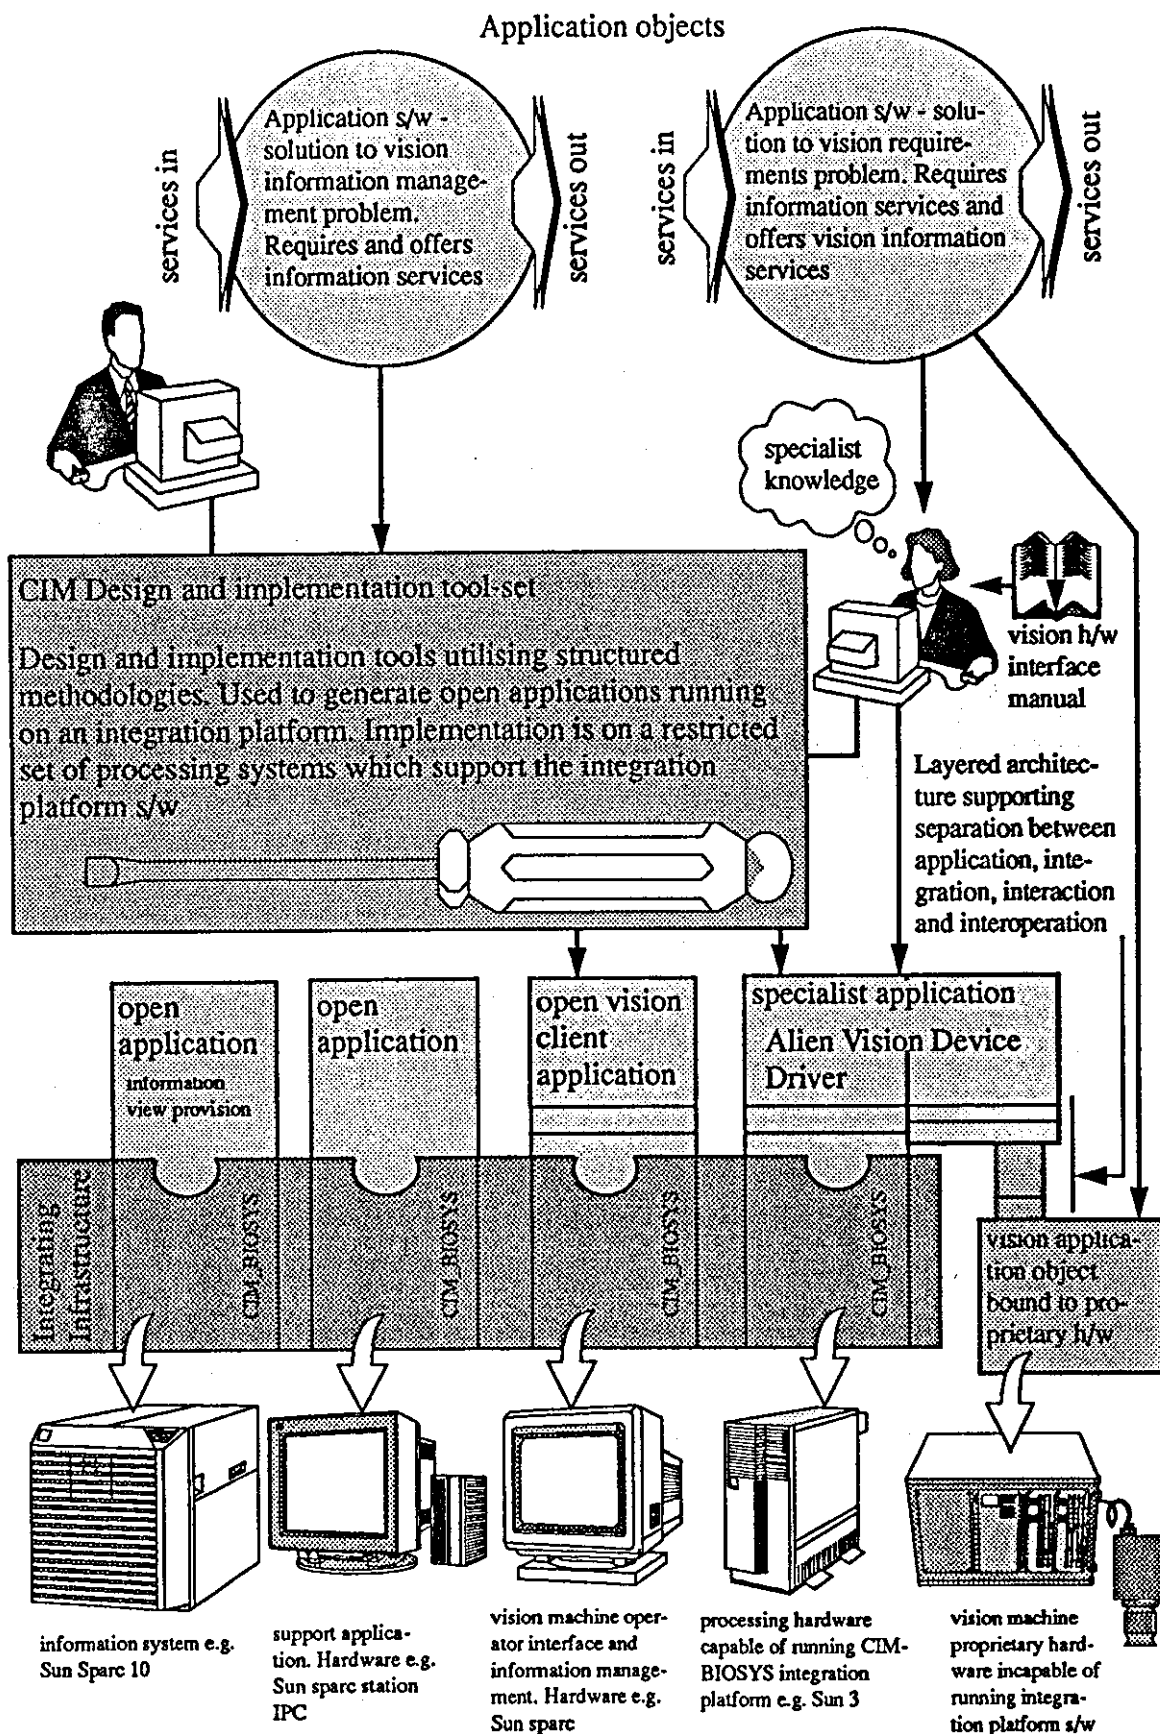 Application objects
services in
Application s/w -
solution to vision
information manage-
ment problem.
Requires and offers
information services
services out
services in
Application s/w - solu-
tion to vision require-
ments problem. Requires
information services and
offers vision information
services
services out
specialist
knowledge
vision h/w
interface
manual
CIM Design and implementation tool-set
Design and implementation tools utilising structured
methodologies. Used to generate open applications running
on an integration platform. Implementation is on a restricted
set of processing systems which support the integration
platform s/w
Layered architec-
ture supporting
separation between
application, inte-
gration, interaction
and interoperation
open
application
information
view provision
open
application
open vision
client
application
specialist application
Alien Vision Device
Driver
Integrating
Infrastructure
CIM_BIOSYS
CIM_BIOSYS
CIM_BIOSYS
CIM_BIOSYS
vision applica-
tion object
bound to pro-
prietary h/w
information system e.g.
Sun Sparc 10
support applica-
tion. Hardware e.g.
Sun sparc station
IPC
vision machine oper-
ator interface and
information manage-
ment. Hardware e.g.
Sun sparc
processing hardware
capable of running CIM-
BIOSYS integration
platform e.g. Sun 3
vision machine
proprietary hard-
ware incapable of
running integra-
tion platform s/w